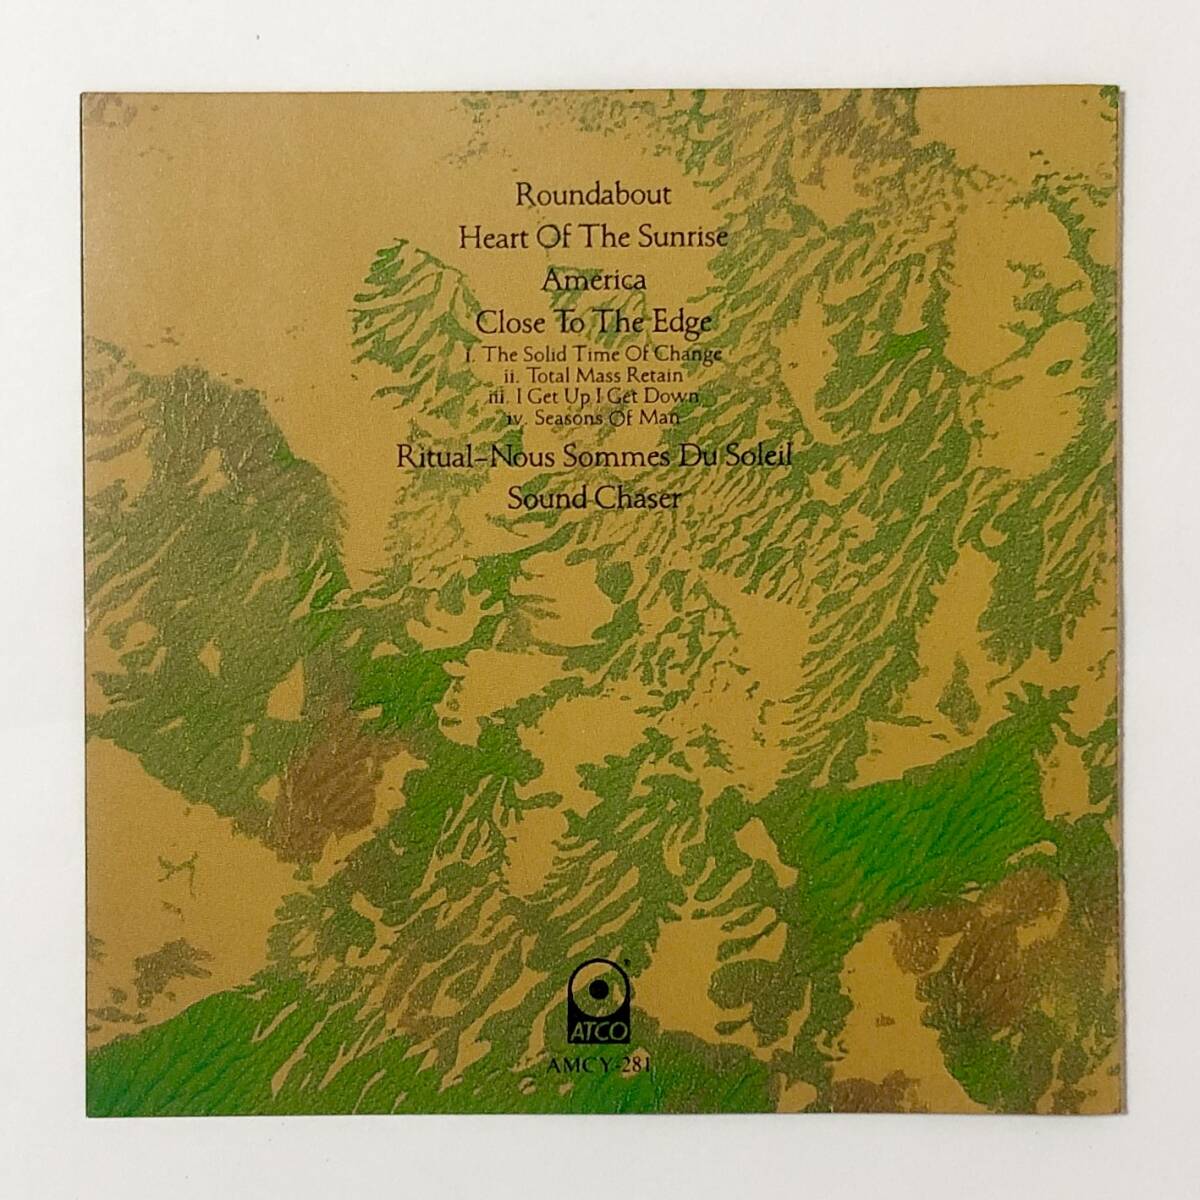 Roundabout
Heart Of The Sunrise
America
Close To The Edge
i. The Solid Time Of Change
ii. Total Mass Retain
iii. I Get Up I Get Down
iv. Seasons Of Man
Ritual-Nous Sommes Du Soleil
Sound Chaser
ATCO
AMCY-281